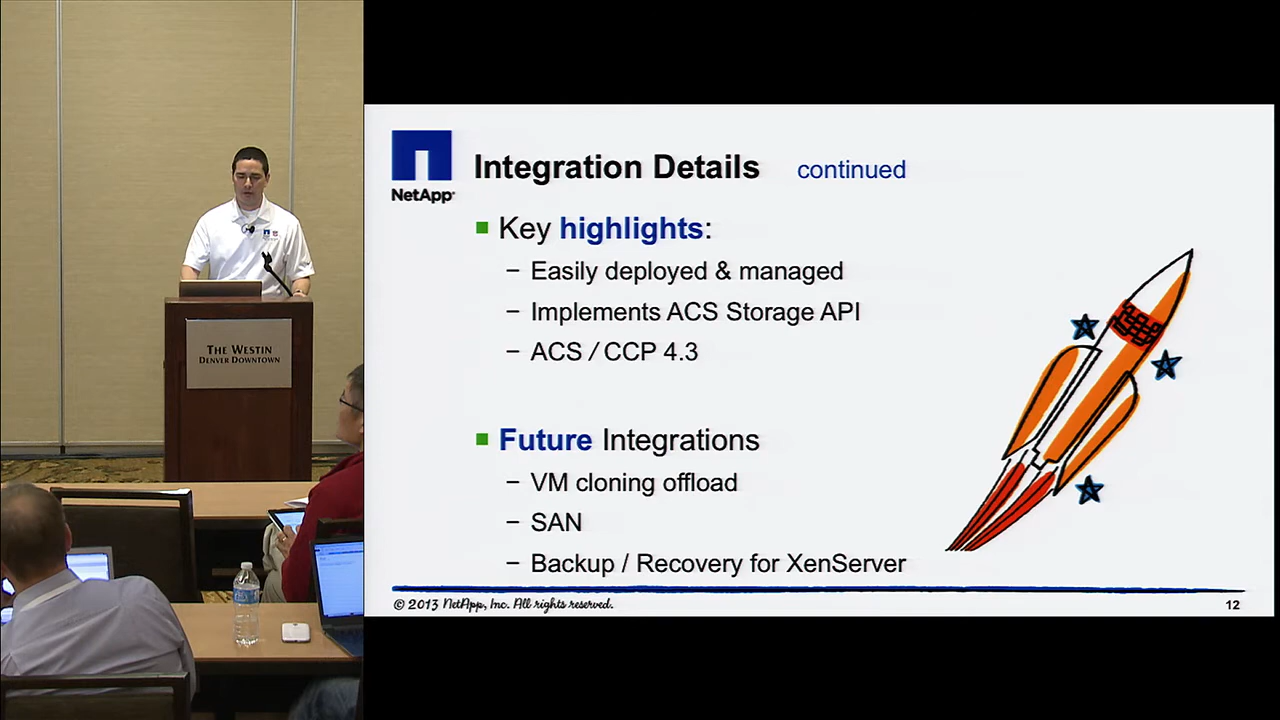 THE WESTIN
DENVER DOWNTOWN
NetApp
Integration Details continued
■ Key highlights:
– Easily deployed & managed
– Implements ACS Storage API
– ACS / CCP 4.3
■ Future Integrations
– VM cloning offload
– SAN
– Backup / Recovery for XenServer
© 2013 NetApp, Inc. All rights reserved.
12